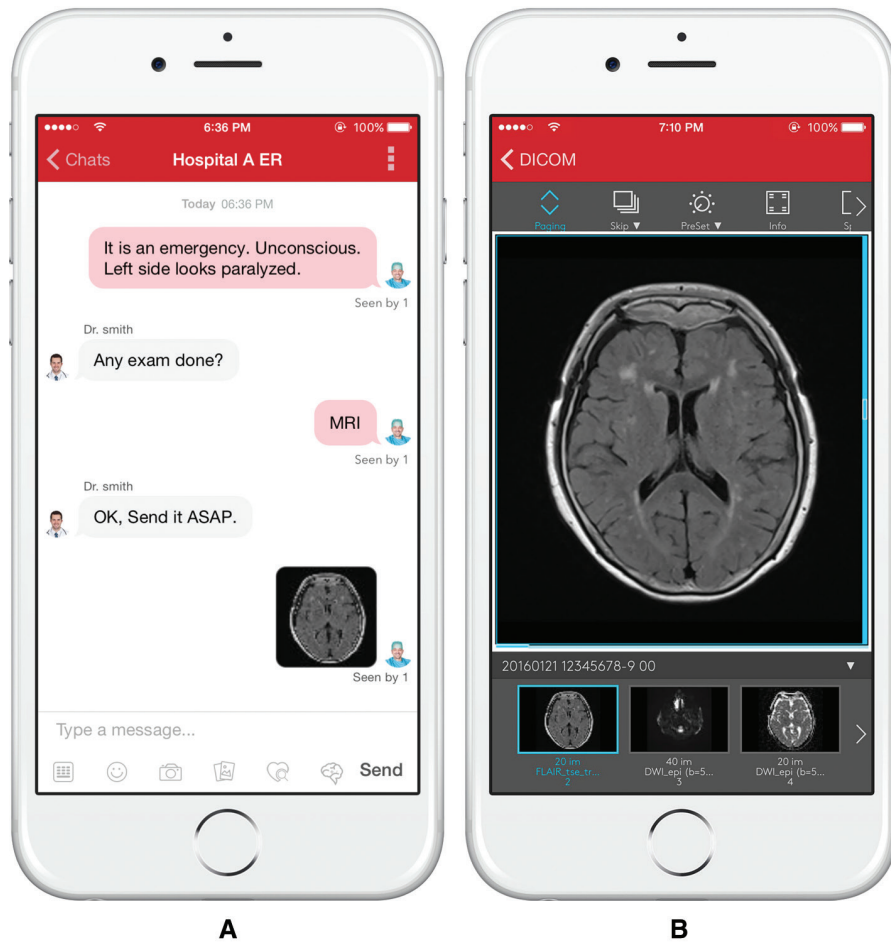 6:36 PM
100%
Chats
Hospital A ER
Today 06:36 PM
It is an emergency. Unconscious.
Left side looks paralyzed.
Seen by 1
Dr. smith
Any exam done?
MRI
Seen by 1
Dr. smith
OK, Send it ASAP.
Seen by 1
Type a message...
Send
A
7:10 PM
100%
DICOM
Paging
Skip ▼
PreSet ▼
Info
Sp
20160121 12345678-9 00
▼
20 im
FLAIR_tse_tr...
2
40 im
DWI_epi (b=5...
3
20 im
DWI_epi (b=5...
4
B